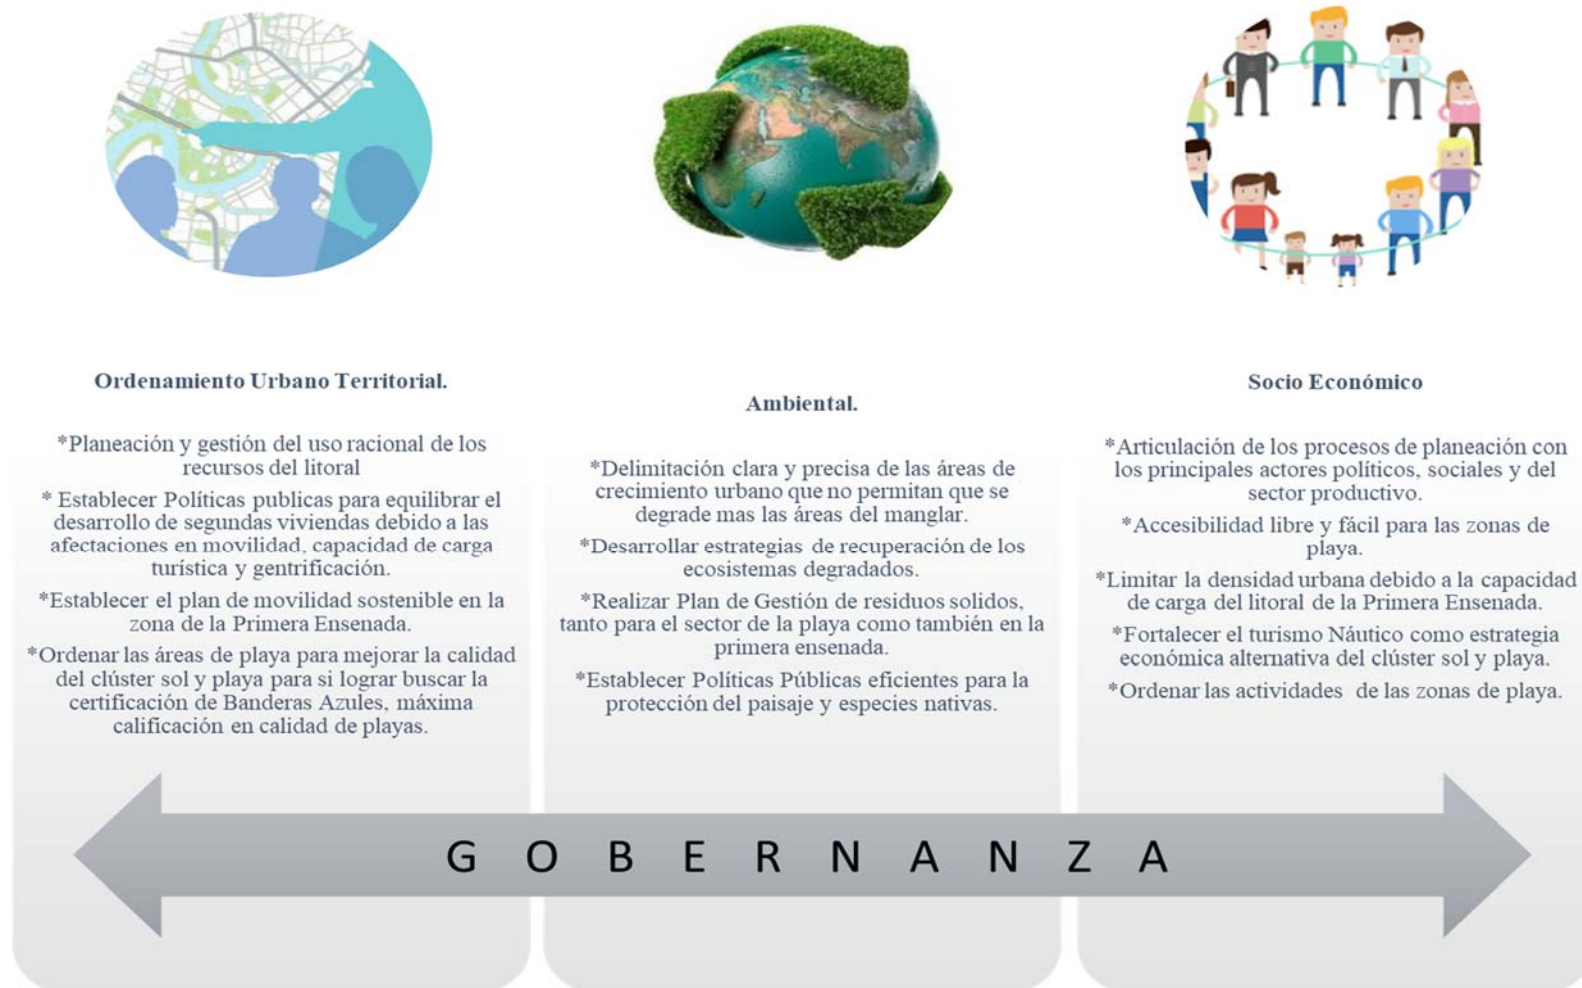 Ordenamiento Urbano Territorial.
*Planeación y gestión del uso racional de los
recursos del litoral
* Establecer Políticas publicas para equilibrar el
desarrollo de segundas viviendas debido a las
afectaciones en movilidad, capacidad de carga
turística y gentrificación.
*Establecer el plan de movilidad sostenible en la
zona de la Primera Ensenada.
*Ordenar las áreas de playa para mejorar la calidad
del clúster sol y playa para si lograr buscar la
certificación de Banderas Azules, máxima
calificación en calidad de playas.
Ambiental.
*Delimitación clara y precisa de las áreas de
crecimiento urbano que no permitan que se
degrade mas las áreas del manglar.
*Desarrollar estrategias de recuperación de los
ecosistemas degradados.
*Realizar Plan de Gestión de residuos solidos,
tanto para el sector de la playa como también en la
primera ensenada.
*Establecer Políticas Públicas eficientes para la
protección del paisaje y especies nativas.
Socio Económico
*Articulación de los procesos de planeación con
los principales actores políticos, sociales y del
sector productivo.
*Accesibilidad libre y fácil para las zonas de
playa.
*Limitar la densidad urbana debido a la capacidad
de carga del litoral de la Primera Ensenada.
*Fortalecer el turismo Náutico como estrategia
económica alternativa del clúster sol y playa.
*Ordenar las actividades de las zonas de playa.
G O B E R N A N Z A